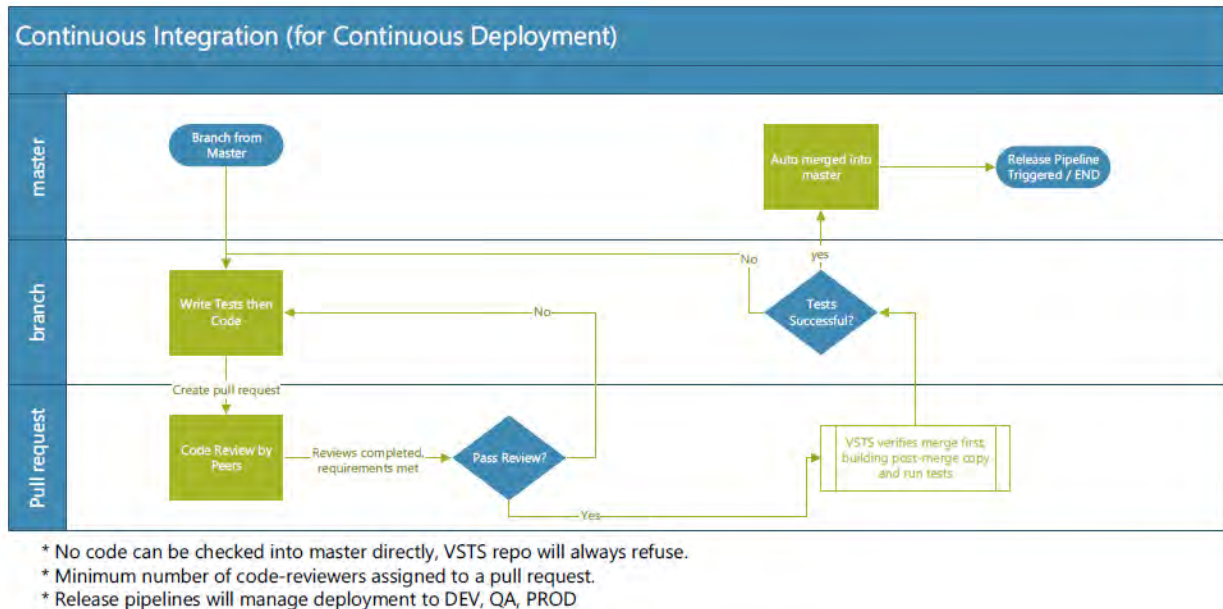 Continuous Integration (for Continuous Deployment)
master
Branch from
Master
Auto merged into
master
Release Pipeline
Triggered / END
branch
No
yes
Write Tests then
Code
No
Tests
Successful?
Create pull request
Pull request
Code Review by
Peers
Reviews completed,
requirements met
Pass Review?
VSTS verifies merge first,
building post-merge copy
and run tests
Yes
* No code can be checked into master directly, VSTS repo will always refuse.
* Minimum number of code-reviewers assigned to a pull request.
* Release pipelines will manage deployment to DEV, QA, PROD